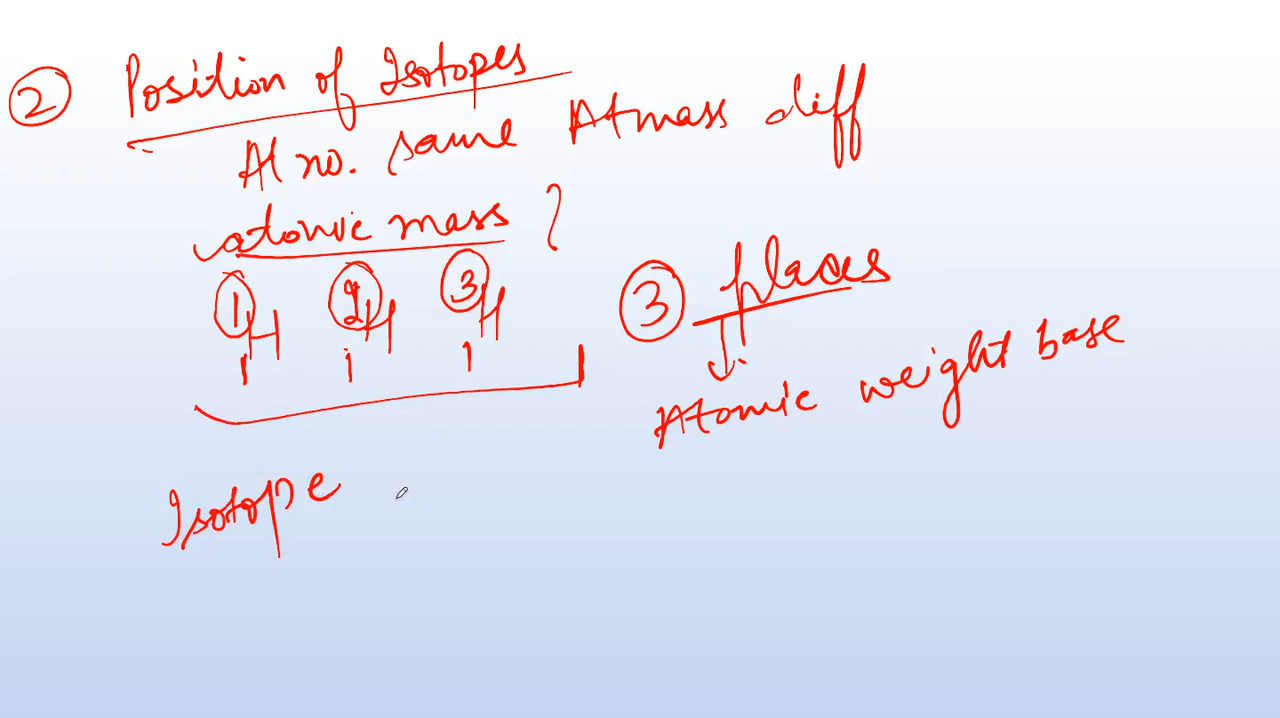 ② Position of Isotopes
At no. same At mass diff
atomic mass ?
¹₁H ²₁H ³₁H
③ places
Atomic weight base
Isotope